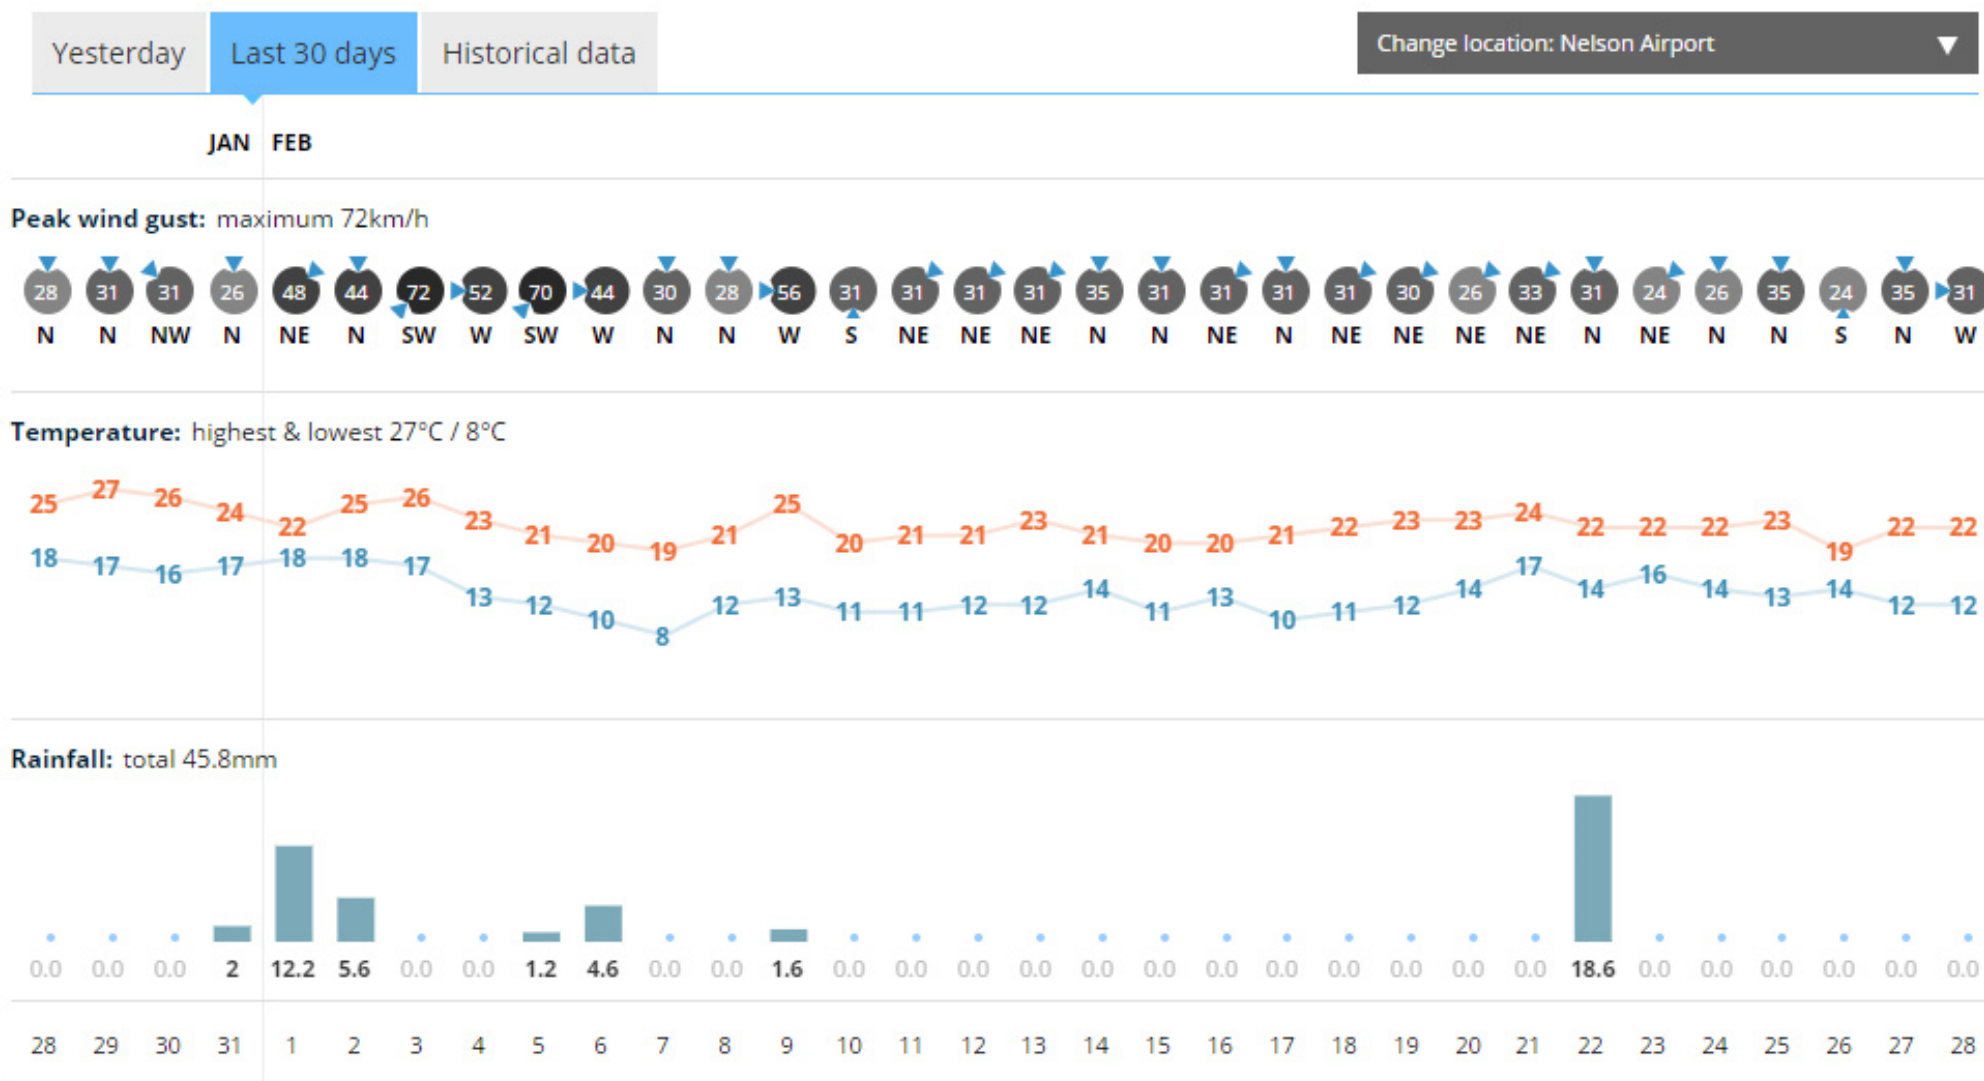 Yesterday Last 30 days Historical data Change location: Nelson Airport
JAN FEB
Peak wind gust: maximum 72km/h
28 31 31 26 48 44 72 52 70 44 30 28 56 31 31 31 31 35 31 31 31 31 30 26 33 31 24 26 35 24 35 31
N N NW N NE N SW W SW W N N W S NE NE NE N N NE N NE NE NE NE N NE N N S N W
Temperature: highest & lowest 27°C / 8°C
25 27 26 24 22 25 26 23 21 20 19 21 25 20 21 21 23 21 20 20 21 22 23 23 24 22 22 22 23 19 22 22
18 17 16 17 18 18 17 13 12 10 8 12 13 11 11 12 12 14 11 13 10 11 12 14 17 14 16 14 13 14 12 12
Rainfall: total 45.8mm
0.0 0.0 0.0 2 12.2 5.6 0.0 0.0 1.2 4.6 0.0 0.0 1.6 0.0 0.0 0.0 0.0 0.0 0.0 0.0 0.0 0.0 0.0 0.0 0.0 18.6 0.0 0.0 0.0 0.0 0.0 0.0
28 29 30 31 1 2 3 4 5 6 7 8 9 10 11 12 13 14 15 16 17 18 19 20 21 22 23 24 25 26 27 28